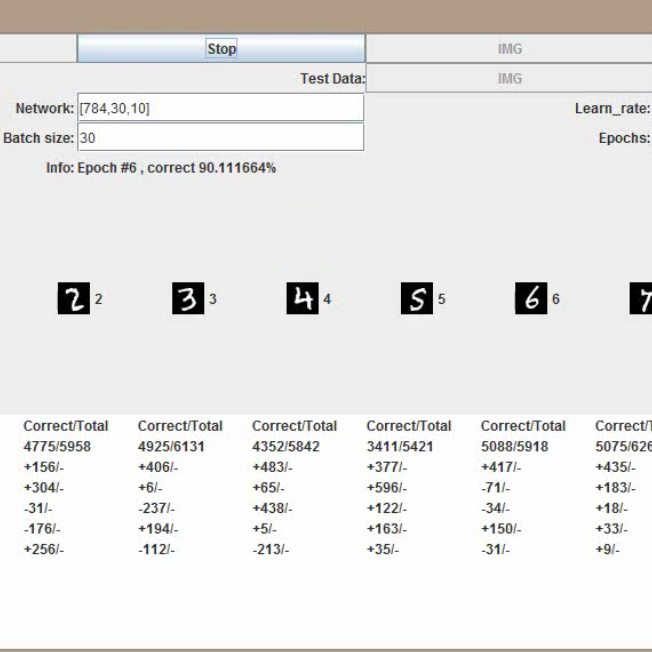 Stop IMG
Test Data: IMG
Network: [784,30,10] Learn_rate:
Batch size: 30 Epochs:
Info: Epoch #6 , correct 90.111664%
2 2 3 3 4 4 5 5 6 6 7
Correct/Total Correct/Total Correct/Total Correct/Total Correct/Total Correct/T
4775/5958 4925/6131 4352/5842 3411/5421 5088/5918 5075/626
+156/- +406/- +483/- +377/- +417/- +435/-
+304/- +6/- +65/- +596/- -71/- +183/-
-31/- -237/- +438/- +122/- -34/- +18/-
-176/- +194/- +5/- +163/- +150/- +33/-
+256/- -112/- -213/- +35/- -31/- +9/-